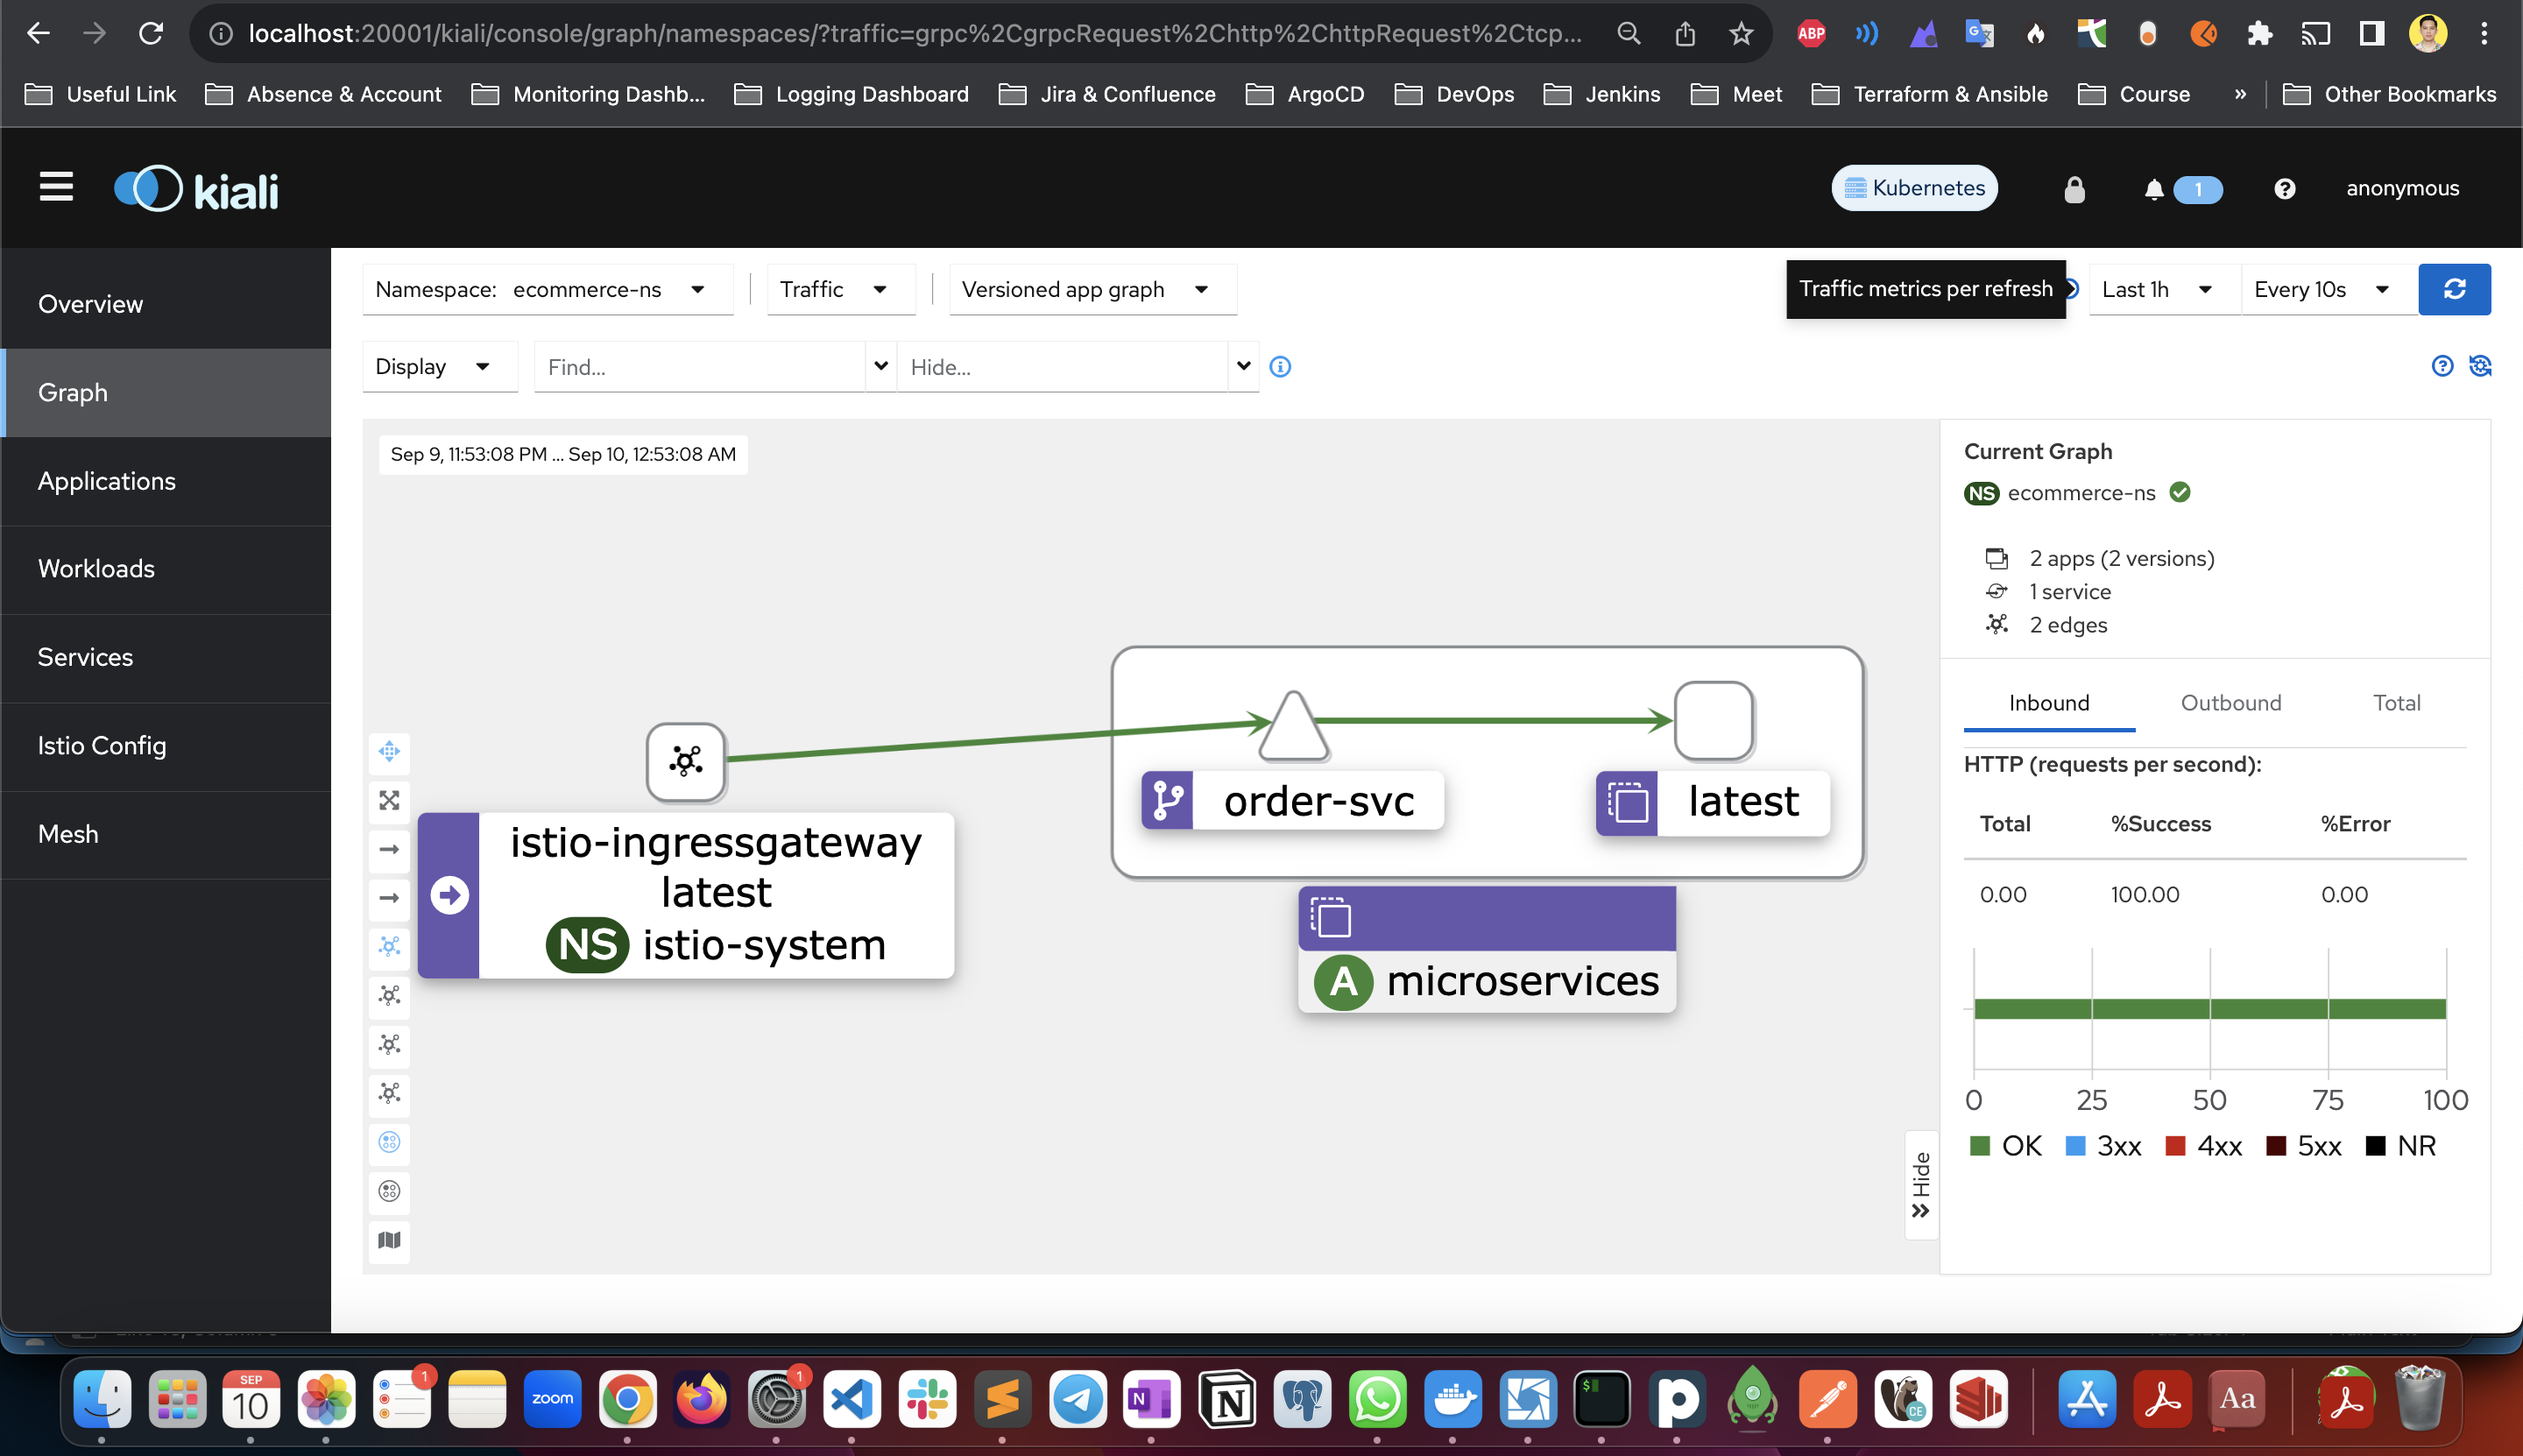 localhost:20001/kiali/console/graph/namespaces/?traffic=grpc%2CgrpcRequest%2Chttp%2ChttpRequest%2Ctcp...
ABP
Useful Link
Absence & Account
Monitoring Dashb...
Logging Dashboard
Jira & Confluence
ArgoCD
DevOps
Jenkins
Meet
Terraform & Ansible
Course
»
Other Bookmarks
kiali
Kubernetes
1
anonymous
Overview
Graph
Applications
Workloads
Services
Istio Config
Mesh
Namespace: ecommerce-ns
Traffic
Versioned app graph
Traffic metrics per refresh
Last 1h
Every 10s
Display
Find...
Hide...
Sep 9, 11:53:08 PM ... Sep 10, 12:53:08 AM
order-svc
latest
istio-ingressgateway
latest
NS istio-system
A microservices
Hide
Current Graph
NS ecommerce-ns
2 apps (2 versions)
1 service
2 edges
Inbound
Outbound
Total
HTTP (requests per second):
Total %Success %Error
0.00 100.00 0.00
0 25 50 75 100
OK 3xx 4xx 5xx NR
SEP
10
1
zoom
1
N
N
$
p
CE
Aa